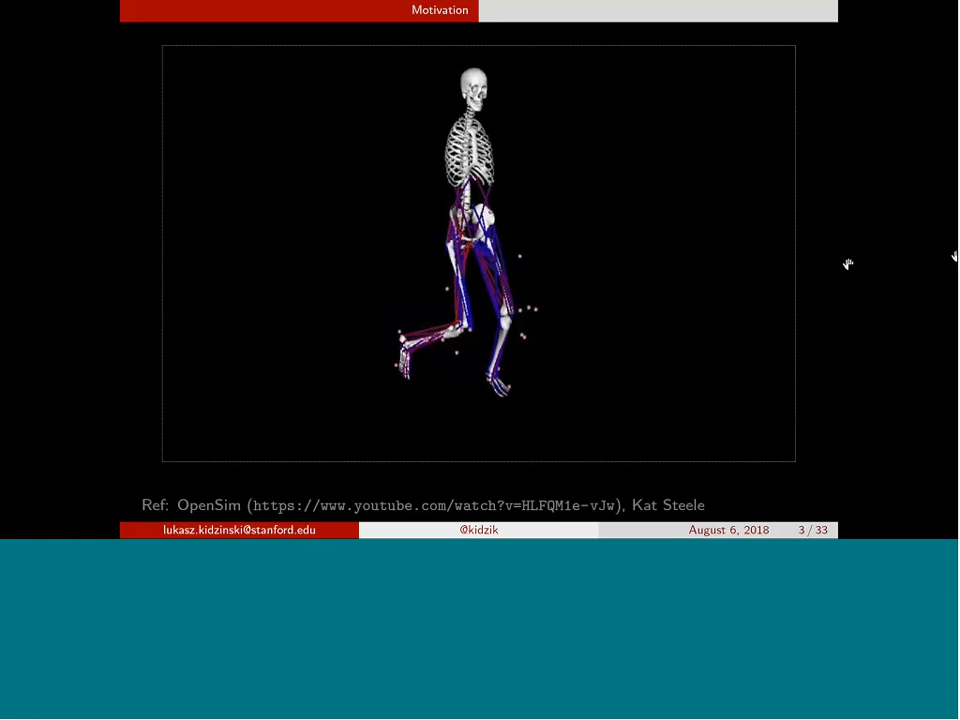 Motivation
Ref: OpenSim (https://www.youtube.com/watch?v=HLFQM1e-vJw), Kat Steele
lukasz.kidzinski@stanford.edu @kidzik August 6, 2018 3 / 33